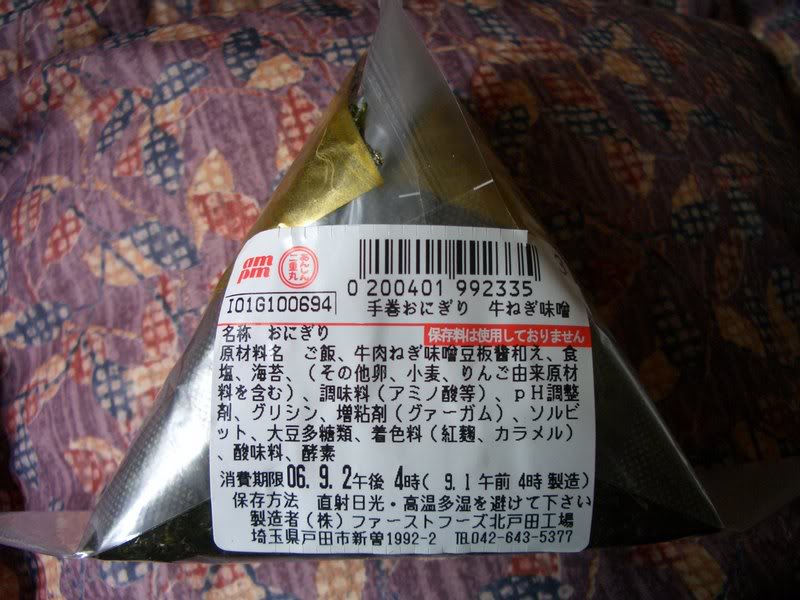 am
pm
あんしん
二重丸
0 200401 992335
I01G100694
手巻おにぎり 牛ねぎ味噌
名称 おにぎり
保存料は使用しておりません
原材料名 ご飯、牛肉ねぎ味噌豆板醤和え、食
塩、海苔、(その他卵、小麦、りんご由来原材
料を含む)、調味料(アミノ酸等)、pH調整
剤、グリシン、増粘剤(グァーガム)、ソルビ
ット、大豆多糖類、着色料(紅麹、カラメル)
、酸味料、酵素
消費期限06.9.2午後 4時(9.1午前4時製造)
保存方法 直射日光・高温多湿を避けて下さい
製造者(株)ファーストフーズ北戸田工場
埼玉県戸田市新曽1992-2 TEL042-643-5377